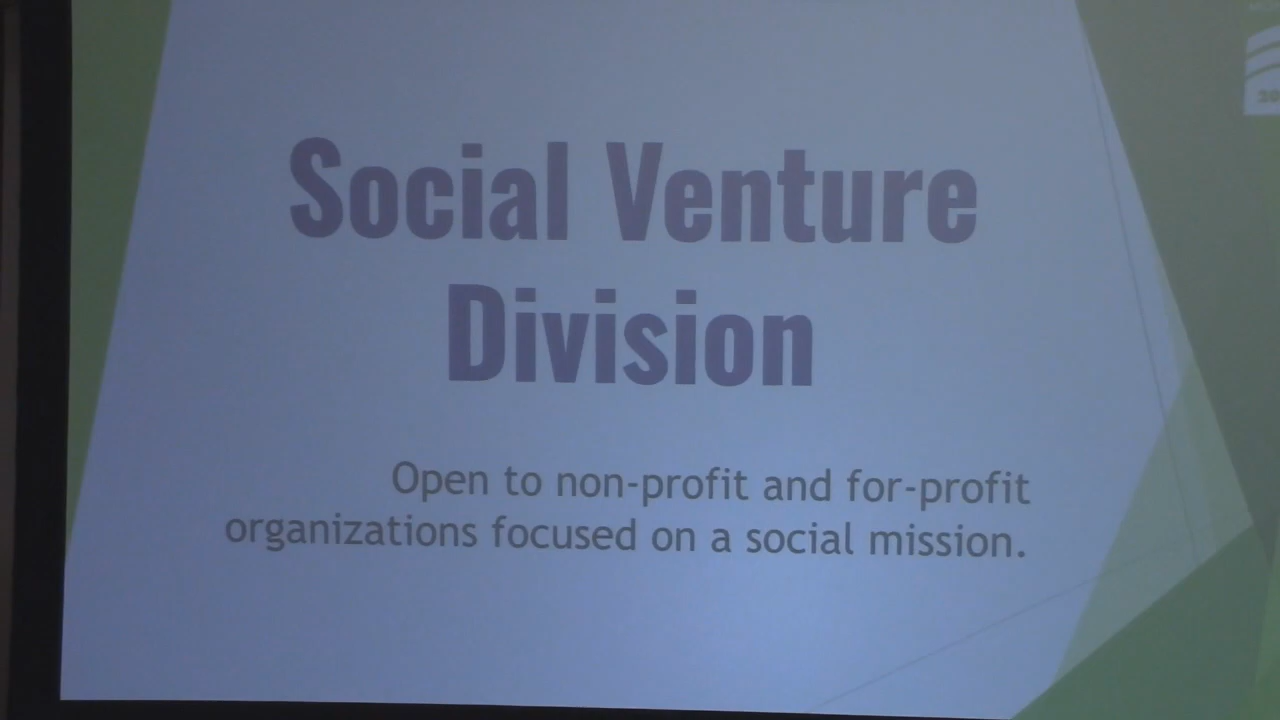 Social Venture
Division
Open to non-profit and for-profit
organizations focused on a social mission.